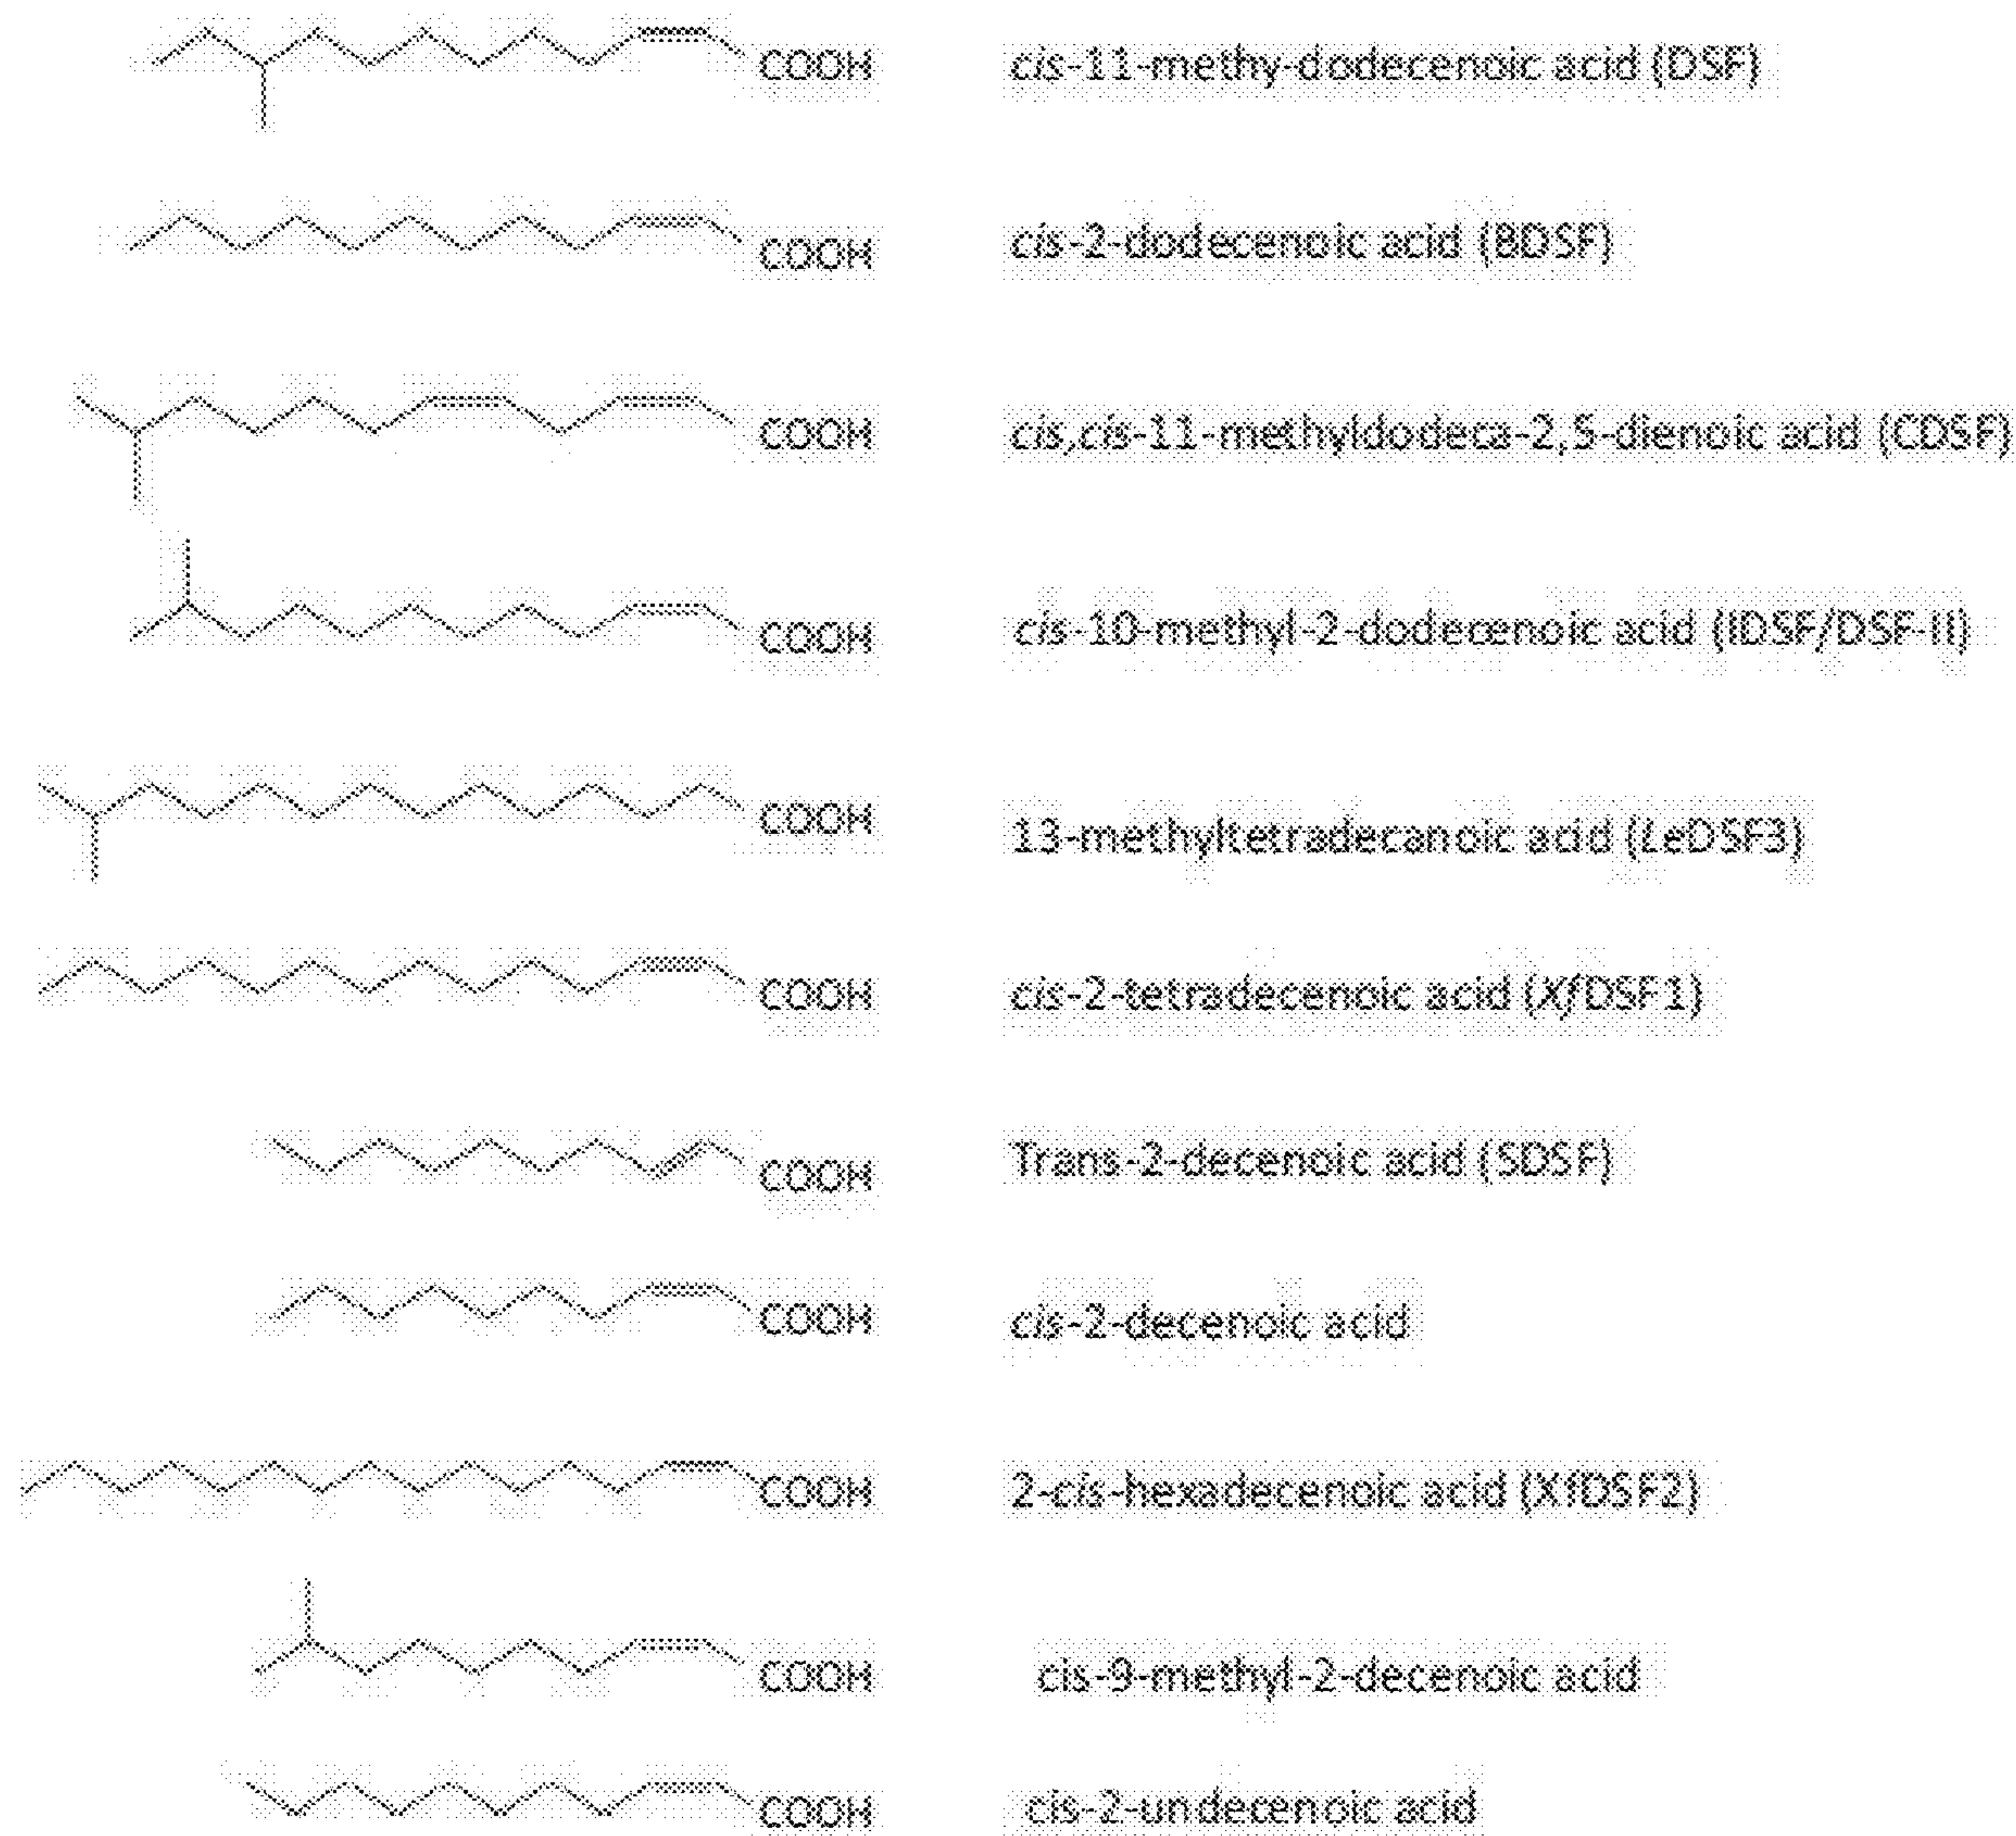 COOH cis-11-methy-dodecenoic acid (DSF)
COOH cis-2-dodecenoic acid (BDSF)
COOH cis,cis-11-methyldodeca-2,5-dienoic acid (CDSF)
COOH cis-10-methyl-2-dodecenoic acid (IDSF/DSF-II)
COOH 13-methyltetradecanoic acid (LeDSF3)
COOH cis-2-tetradecenoic acid (XfDSF1)
COOH Trans-2-decenoic acid (SDSF)
COOH cis-2-decenoic acid
COOH 2-cis-hexadecenoic acid (XfDSF2)
COOH cis-9-methyl-2-decenoic acid
COOH cis-2-undecenoic acid